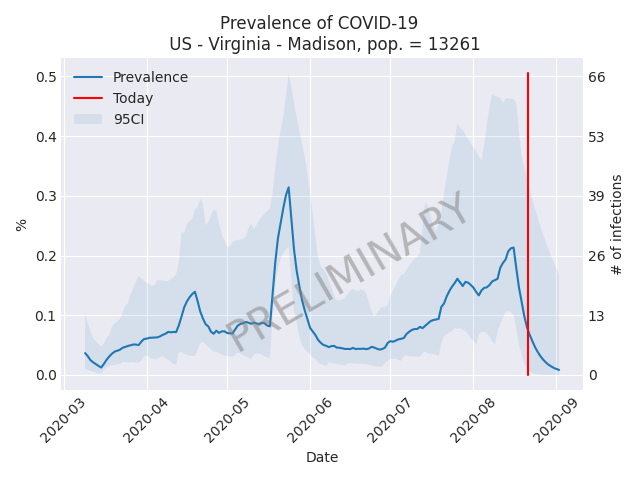 Prevalence of COVID-19
US - Virginia - Madison, pop. = 13261
Prevalence
Today
95CI
PRELIMINARY
%
0.5
0.4
0.3
0.2
0.1
0.0
66
53
39
26
13
0
# of infections
2020-03
2020-04
2020-05
2020-06
2020-07
2020-08
2020-09
Date